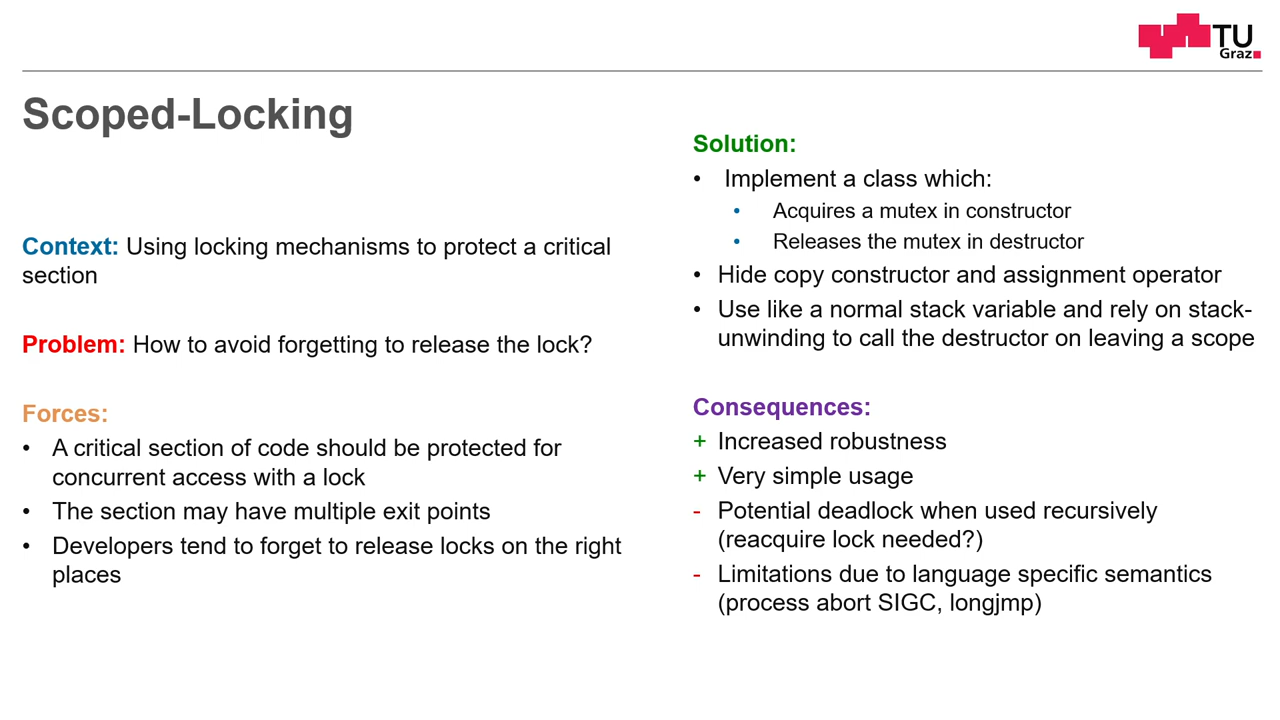 TU
Graz
Scoped-Locking
Context: Using locking mechanisms to protect a critical
section
Problem: How to avoid forgetting to release the lock?
Forces:
• A critical section of code should be protected for
concurrent access with a lock
• The section may have multiple exit points
• Developers tend to forget to release locks on the right
places
Solution:
• Implement a class which:
• Acquires a mutex in constructor
• Releases the mutex in destructor
• Hide copy constructor and assignment operator
• Use like a normal stack variable and rely on stack-
unwinding to call the destructor on leaving a scope
Consequences:
+ Increased robustness
+ Very simple usage
- Potential deadlock when used recursively
(reacquire lock needed?)
- Limitations due to language specific semantics
(process abort SIGC, longjmp)